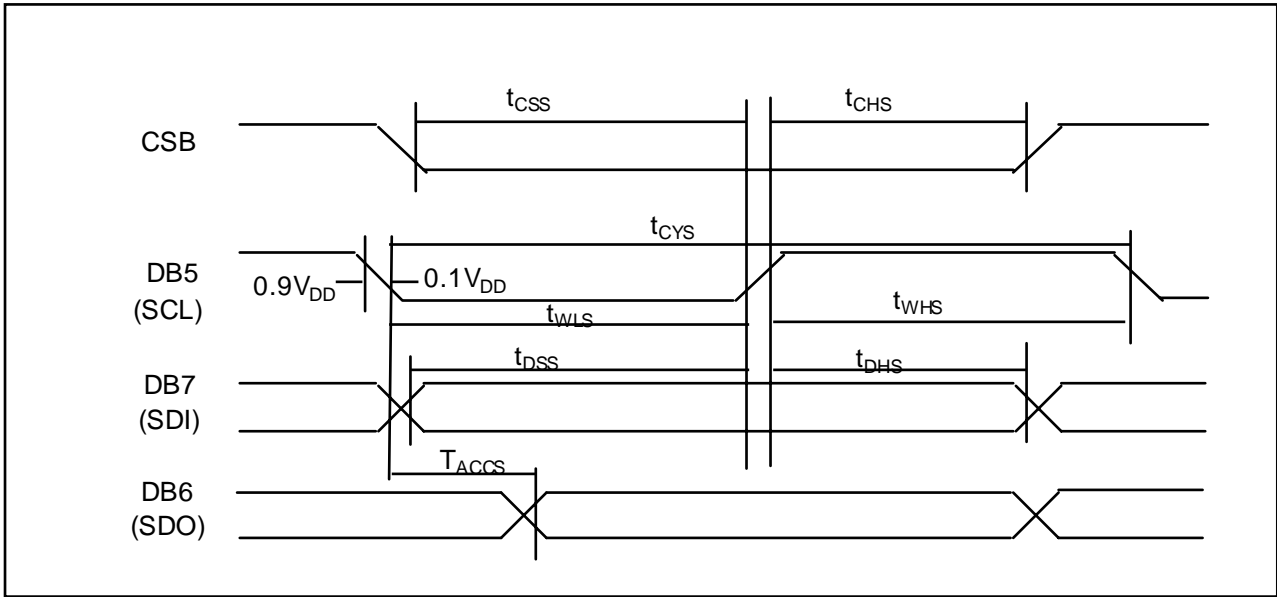 tCSS
tCHS
CSB
tCYS
DB5
(SCL)
0.9VDD
0.1VDD
tWLS
tWHS
tDSS
tDHS
DB7
(SDI)
TACCS
DB6
(SDO)